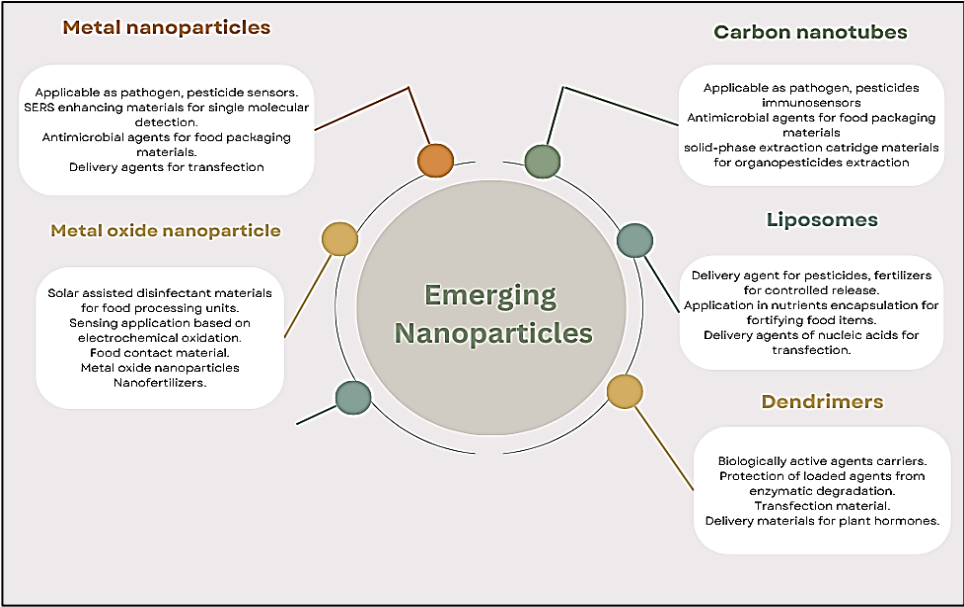 Metal nanoparticles
Applicable as pathogen, pesticide sensors.
SERS enhancing materials for single molecular
detection.
Antimicrobial agents for food packaging
materials.
Delivery agents for transfection
Metal oxide nanoparticle
Solar assisted disinfectant materials
for food processing units.
Sensing application based on
electrochemical oxidation.
Food contact material.
Metal oxide nanoparticles
Nanofertilizers.
Emerging
Nanoparticles
Carbon nanotubes
Applicable as pathogen, pesticides
immunosensors
Antimicrobial agents for food packaging
materials
solid-phase extraction catridge materials
for organopesticides extraction
Liposomes
Delivery agent for pesticides, fertilizers
for controlled release.
Application in nutrients encapsulation for
fortifying food items.
Delivery agents of nucleic acids for
transfection.
Dendrimers
Biologically active agents carriers.
Protection of loaded agents from
enzymatic degradation.
Transfection material.
Delivery materials for plant hormones.